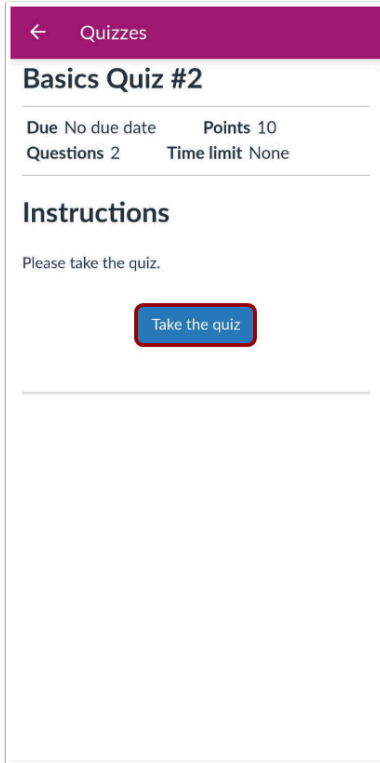 Quizzes
Basics Quiz #2
Due No due date Points 10
Questions 2 Time limit None
Instructions
Please take the quiz.
Take the quiz